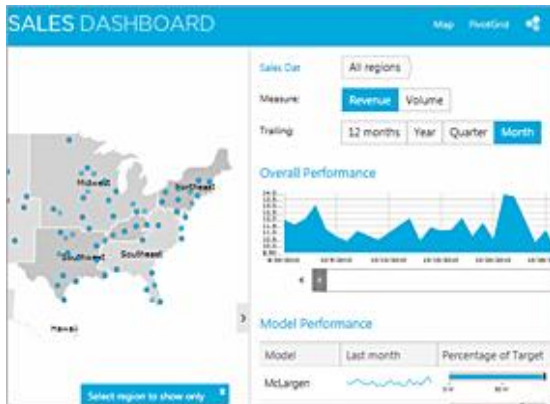 SALES DASHBOARD
Map PivotGrid
Sales Dat
All regions
Measure:
Revenue Volume
Trailing:
12 months Year Quarter Month
Midwest
Northeast
Southwest
Southeast
Hawaii
Select region to show only
Overall Performance
Model Performance
Model Last month Percentage of Target
McLargen